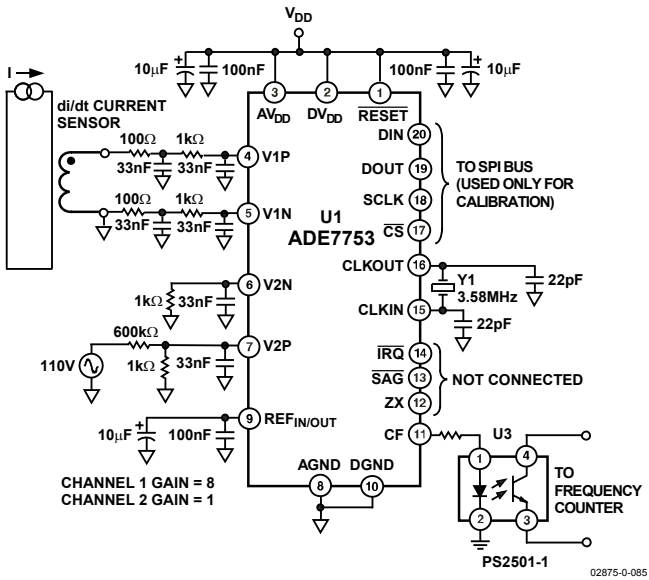 VDD
I
10µF
100nF
100nF
10µF
3
2
1
AVDD
DVDD
RESET
di/dt CURRENT
SENSOR
100Ω
1kΩ
33nF
33nF
4
V1P
100Ω
1kΩ
33nF
33nF
5
V1N
U1
ADE7753
DIN
20
DOUT
19
SCLK
18
CS
17
TO SPI BUS
(USED ONLY FOR
CALIBRATION)
CLKOUT
16
Y1
3.58MHz
22pF
CLKIN
15
22pF
1kΩ
33nF
6
V2N
600kΩ
110V
1kΩ
33nF
7
V2P
IRQ
14
SAG
13
ZX
12
NOT CONNECTED
10µF
100nF
9
REFIN/OUT
CF
11
U3
AGND
DGND
8
10
1
4
2
3
TO
FREQUENCY
COUNTER
PS2501-1
CHANNEL 1 GAIN = 8
CHANNEL 2 GAIN = 1
02875-0-085